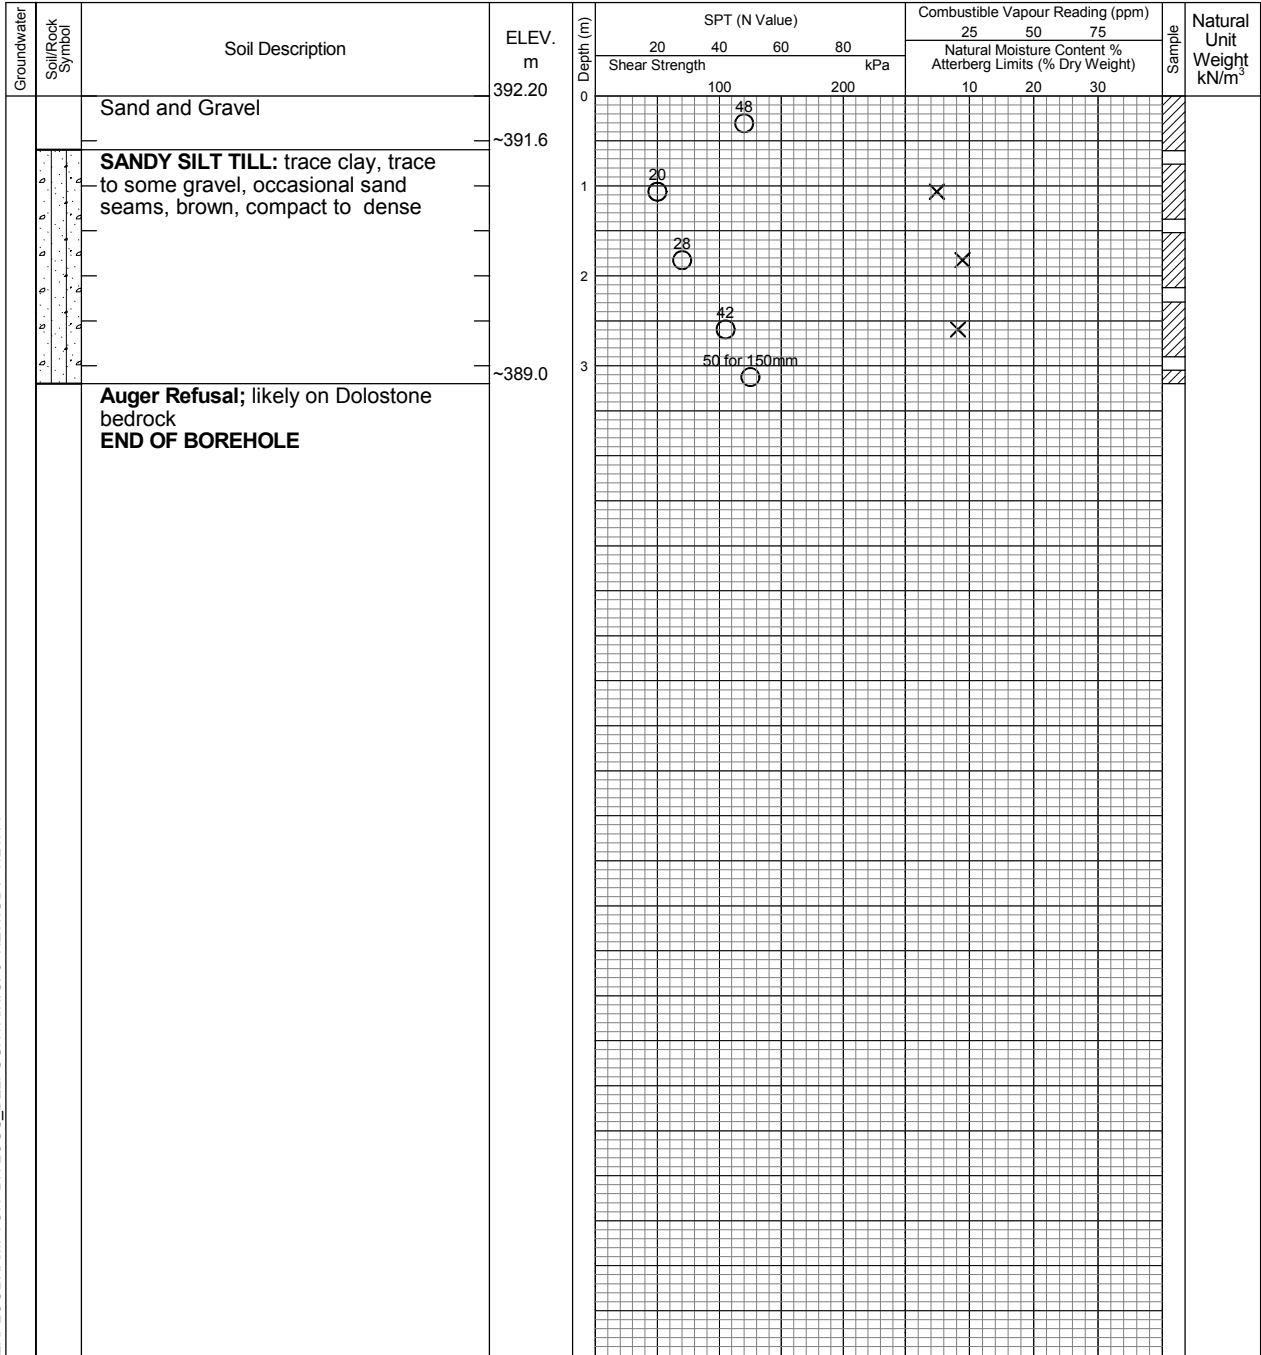 Groundwater
Soil/Rock
Symbol
Soil Description
ELEV.
m
392.20
Depth (m)
SPT (N Value)
20 40 60 80
Shear Strength kPa
100 200
Combustible Vapour Reading (ppm)
25 50 75
Natural Moisture Content %
Atterberg Limits (% Dry Weight)
10 20 30
Sample
Natural
Unit
Weight
kN/m³
0
Sand and Gravel
48
~391.6
SANDY SILT TILL: trace clay, trace
to some gravel, occasional sand
seams, brown, compact to dense
20
1
28
2
42
50 for 150mm
3
~389.0
Auger Refusal; likely on Dolostone
bedrock
END OF BOREHOLE